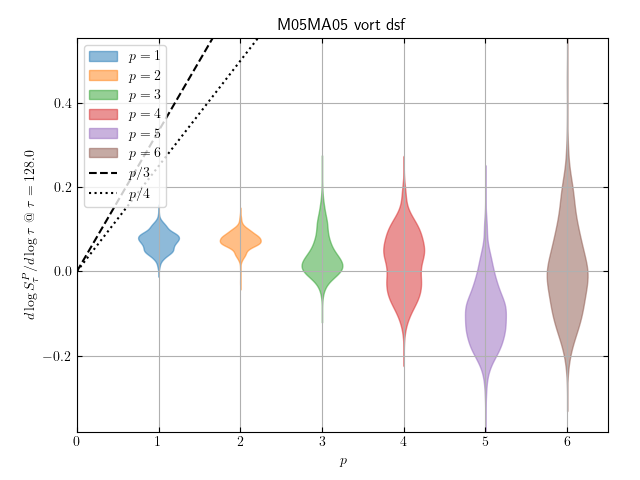 M05MA05 vort dsf
p = 1
p = 2
p = 3
p = 4
p = 5
p = 6
p/3
p/4
d log S_τ^P / d log τ @ τ = 128.0
0.4
0.2
0.0
−0.2
0 1 2 3 4 5 6
p